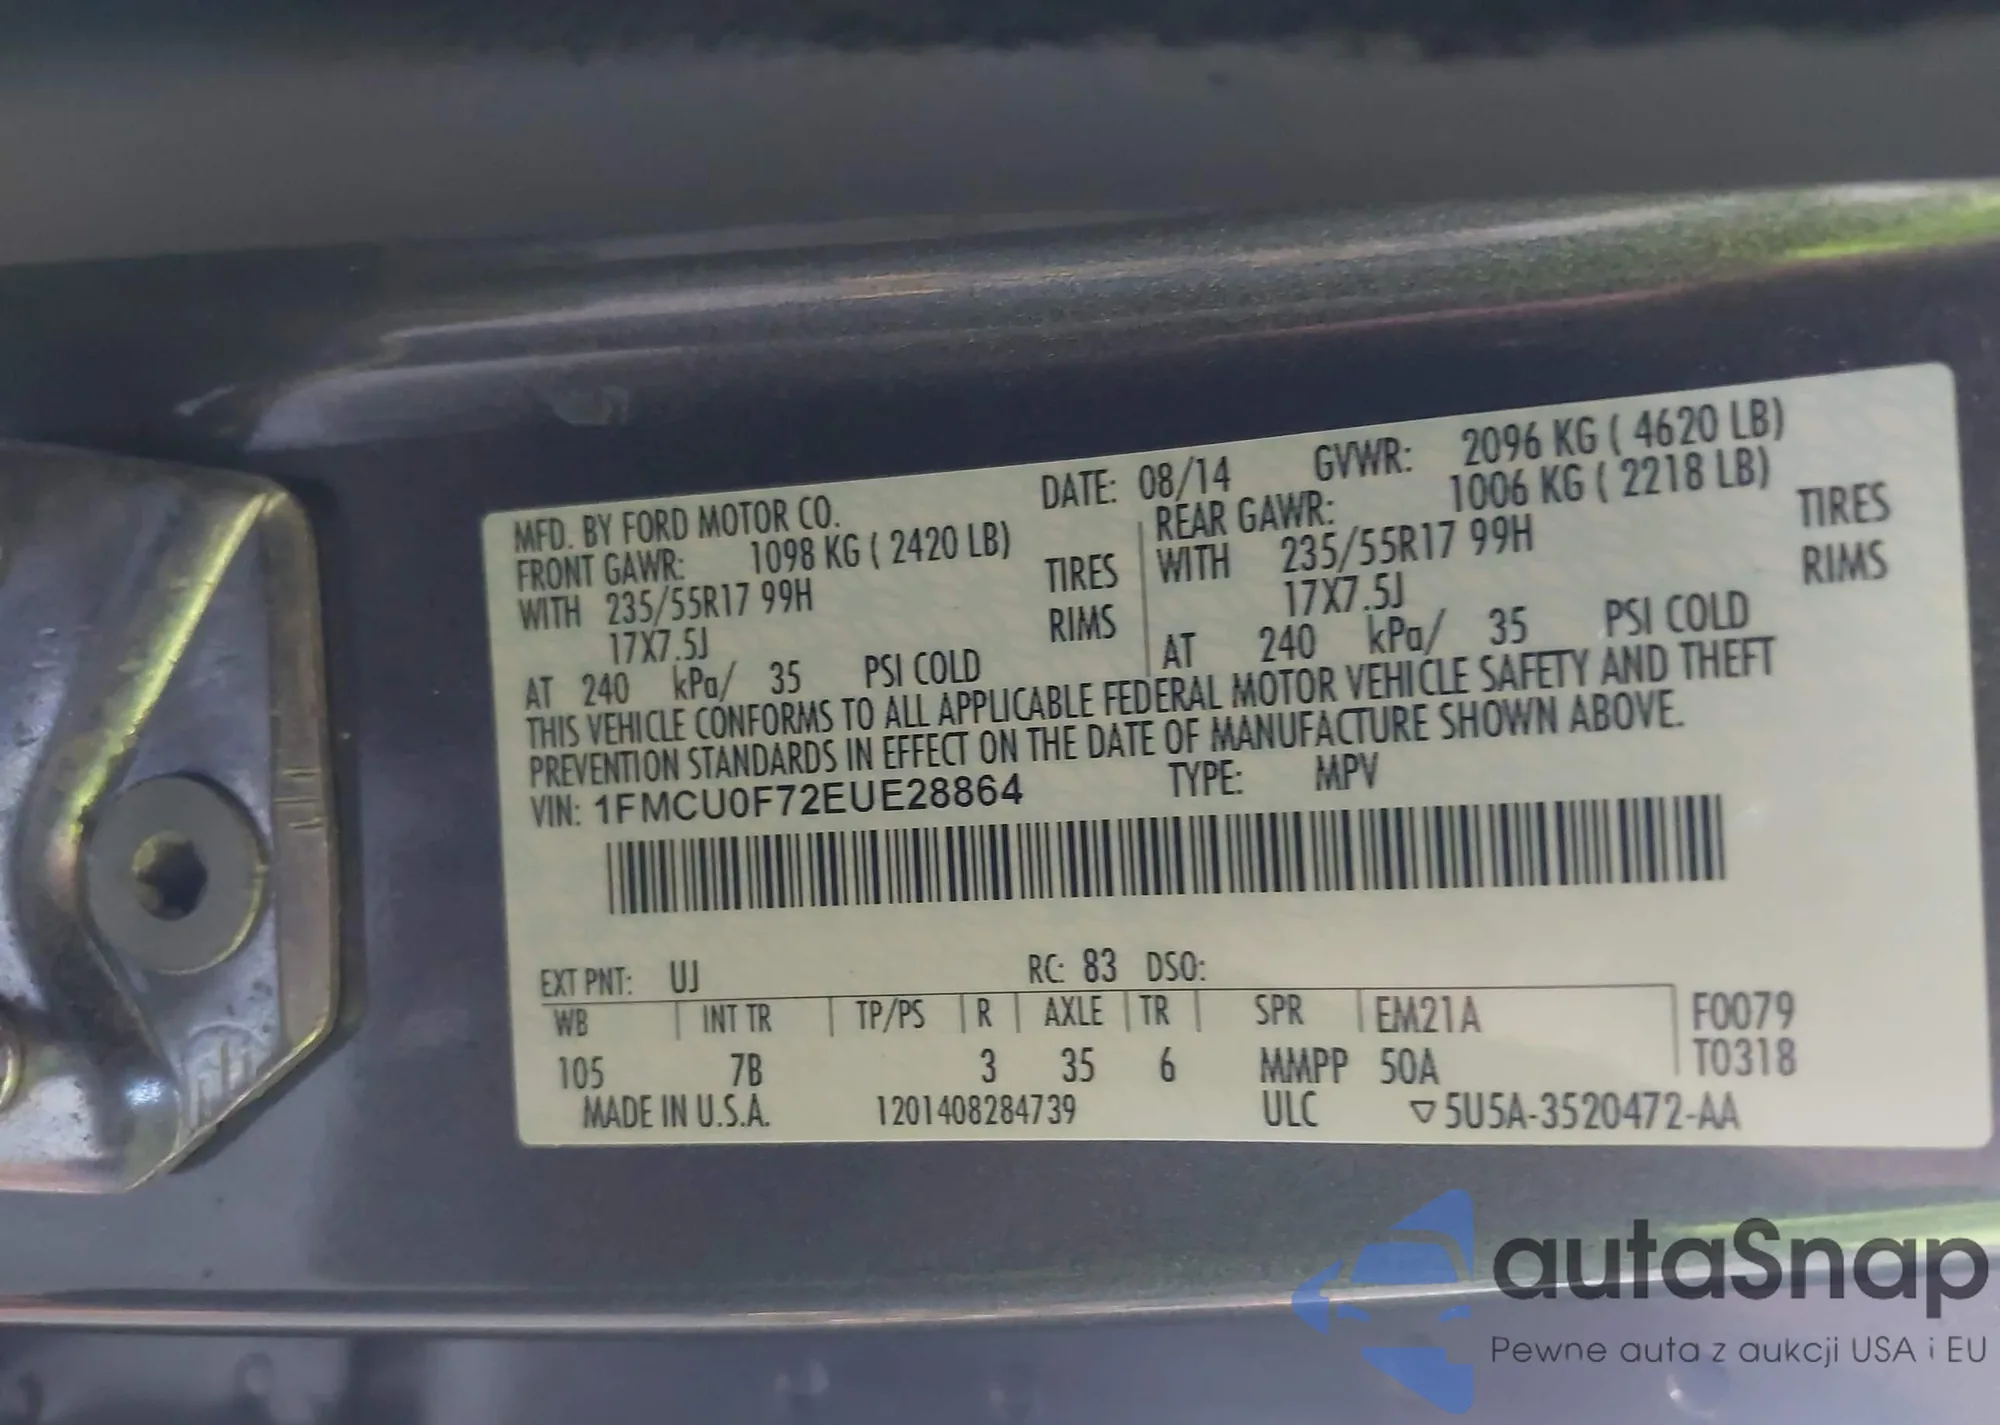 MFD. BY FORD MOTOR CO. DATE: 08/14 GVWR: 2096 KG ( 4620 LB)
FRONT GAWR: 1098 KG ( 2420 LB) REAR GAWR: 1006 KG ( 2218 LB)
WITH 235/55R17 99H TIRES WITH 235/55R17 99H TIRES
17X7.5J RIMS 17X7.5J RIMS
AT 240 kPa/ 35 PSI COLD AT 240 kPa/ 35 PSI COLD
THIS VEHICLE CONFORMS TO ALL APPLICABLE FEDERAL MOTOR VEHICLE SAFETY AND THEFT
PREVENTION STANDARDS IN EFFECT ON THE DATE OF MANUFACTURE SHOWN ABOVE.
VIN: 1FMCU0F72EUE28864 TYPE: MPV
EXT PNT: UJ RC: 83 DSO:
WB INT TR TP/PS R AXLE TR SPR EM21A F0079
105 7B 3 35 6 MMPP 50A T0318
MADE IN U.S.A. 1201408284739 ULC ▽5U5A-3520472-AA
autaSnap
Pewne auta z aukcji USA i EU